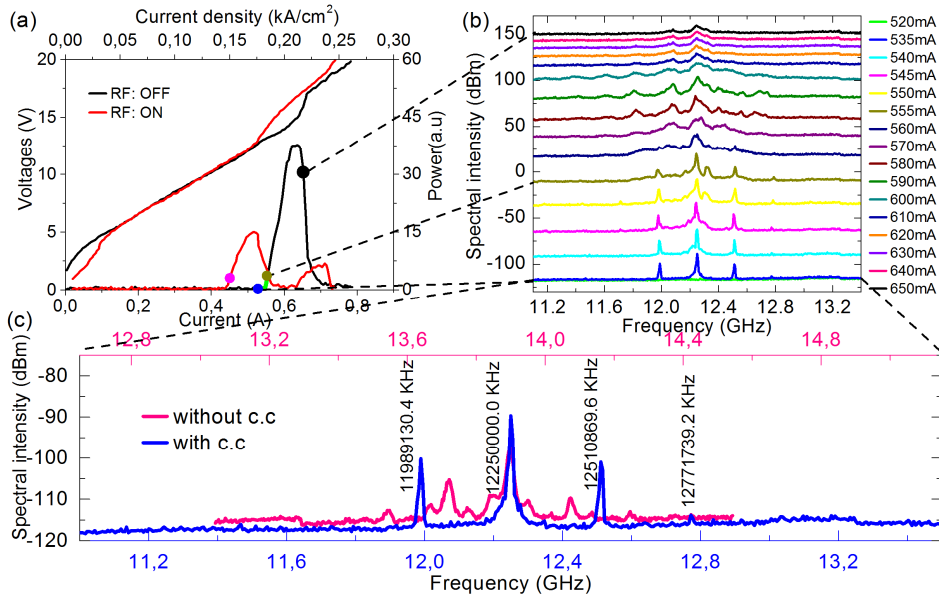 (a)
Current density (kA/cm²)
0,00 0,05 0,10 0,15 0,20 0,25 0,30
20
15
10
5
0
Voltages (V)
RF: OFF
RF: ON
60
45
30
15
0
Power(a.u)
0,0 0,2 0,4 0,6 0,8
Current (A)
(b)
Spectral intensity (dBm)
150
100
50
0
-50
-100
11.2 11.6 12.0 12.4 12.8 13.2
Frequency (GHz)
520mA
535mA
540mA
545mA
550mA
555mA
560mA
570mA
580mA
590mA
600mA
610mA
620mA
630mA
640mA
650mA
(c)
12,8 13,2 13,6 14,0 14,4 14,8
Spectral intensity (dBm)
-80
-90
-100
-110
-120
without c.c
with c.c
11989130.4 KHz
12250000.0 KHz
12510869.6 KHz
12771739.2 KHz
11,2 11,6 12,0 12,4 12,8 13,2
Frequency (GHz)